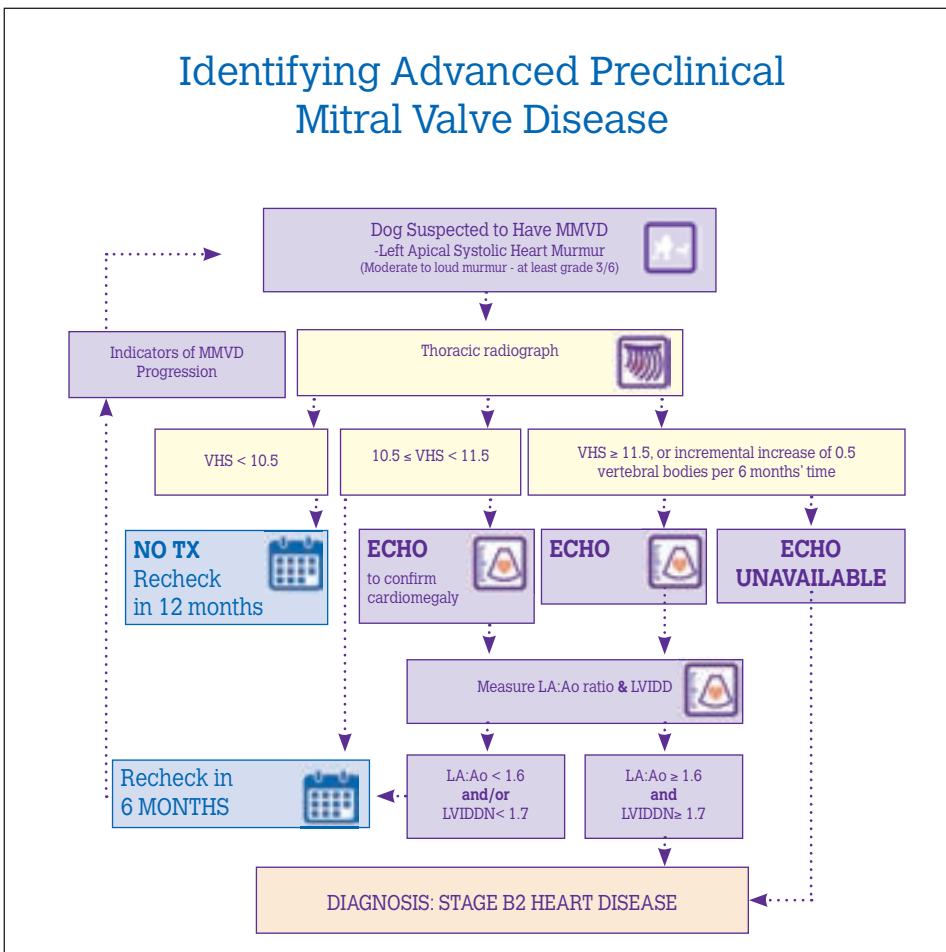 Identifying Advanced Preclinical
Mitral Valve Disease
Dog Suspected to Have MMVD
-Left Apical Systolic Heart Murmur
(Moderate to loud murmur - at least grade 3/6)
Indicators of MMVD
Progression
Thoracic radiograph
VHS < 10.5
10.5 ≤ VHS < 11.5
VHS ≥ 11.5, or incremental increase of 0.5
vertebral bodies per 6 months' time
NO TX
Recheck
in 12 months
ECHO
to confirm
cardiomegaly
ECHO
ECHO
UNAVAILABLE
Measure LA:Ao ratio & LVIDD
Recheck in
6 MONTHS
LA:Ao < 1.6
and/or
LVIDDN< 1.7
LA:Ao ≥ 1.6
and
LVIDDN≥ 1.7
DIAGNOSIS: STAGE B2 HEART DISEASE